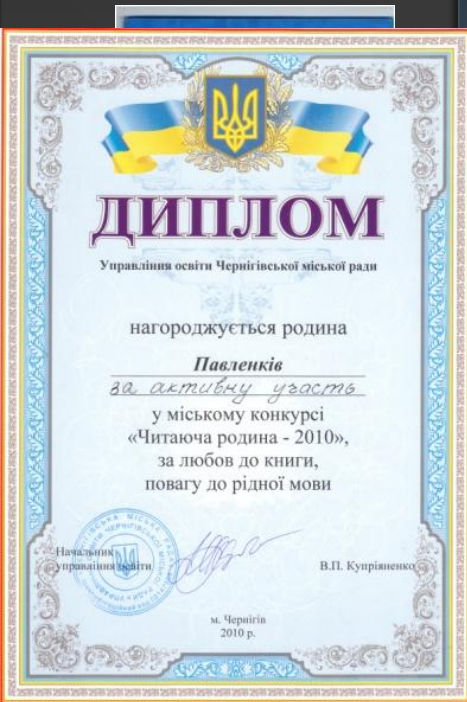 ДИПЛОМ
Управління освіти Чернігівської міської ради
нагороджується родина
Павленків
за активну участь
у міському конкурсі
«Читаюча родина - 2010»,
за любов до книги,
повагу до рідної мови
Начальник
управління освіти
В.П. Купріяненко
м. Чернігів
2010 р.